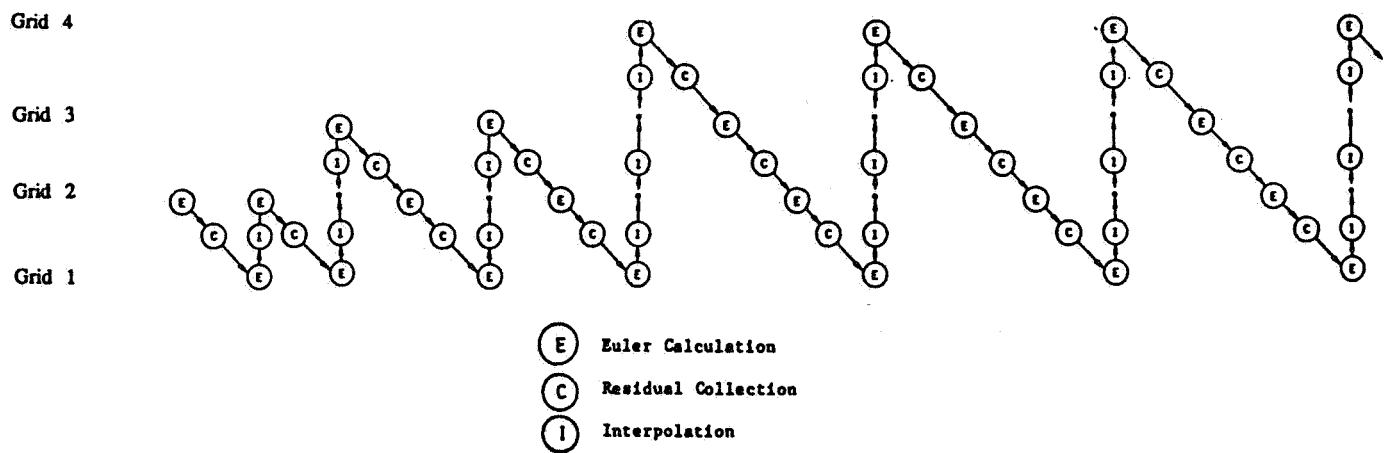 Grid 4
E E E E
I I I I
C C C
Grid 3
E E E E E
I I I I I I
C C C C C
Grid 2
E E E E E E E
I I I I I I I
C C C C C C C
Grid 1
E E E E E E E
E Euler Calculation
C Residual Collection
I Interpolation